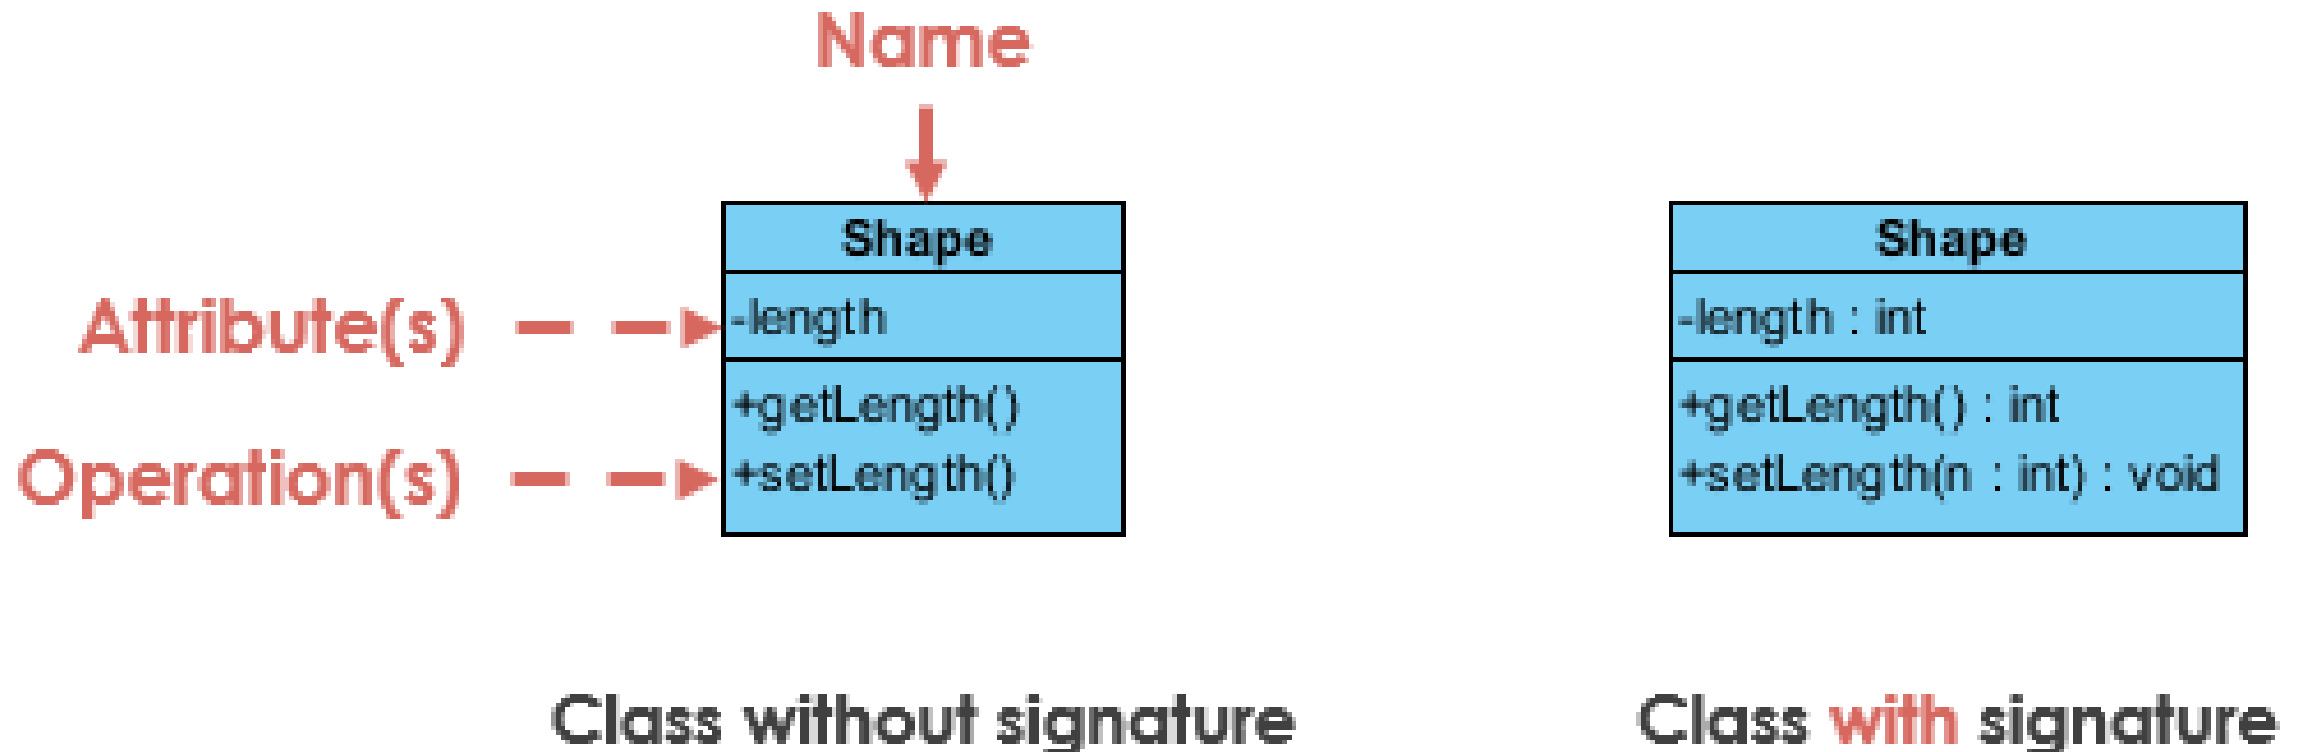 Name
Shape
Attribute(s)
-length
+getLength()
Operation(s)
+setLength()
Class without signature
Shape
-length : int
+getLength() : int
+setLength(n : int) : void
Class with signature